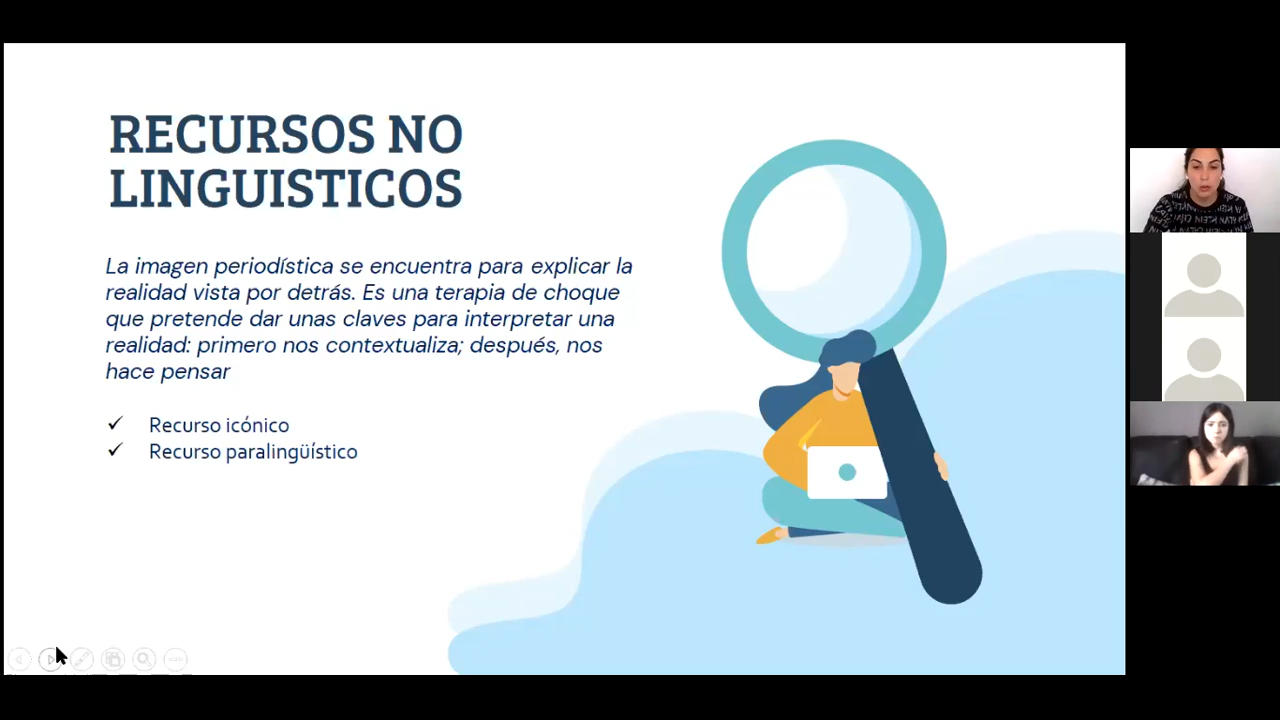 RECURSOS NO
LINGUISTICOS
La imagen periodística se encuentra para explicar la
realidad vista por detrás. Es una terapia de choque
que pretende dar unas claves para interpretar una
realidad: primero nos contextualiza; después, nos
hace pensar
Recurso icónico
Recurso paralingüístico